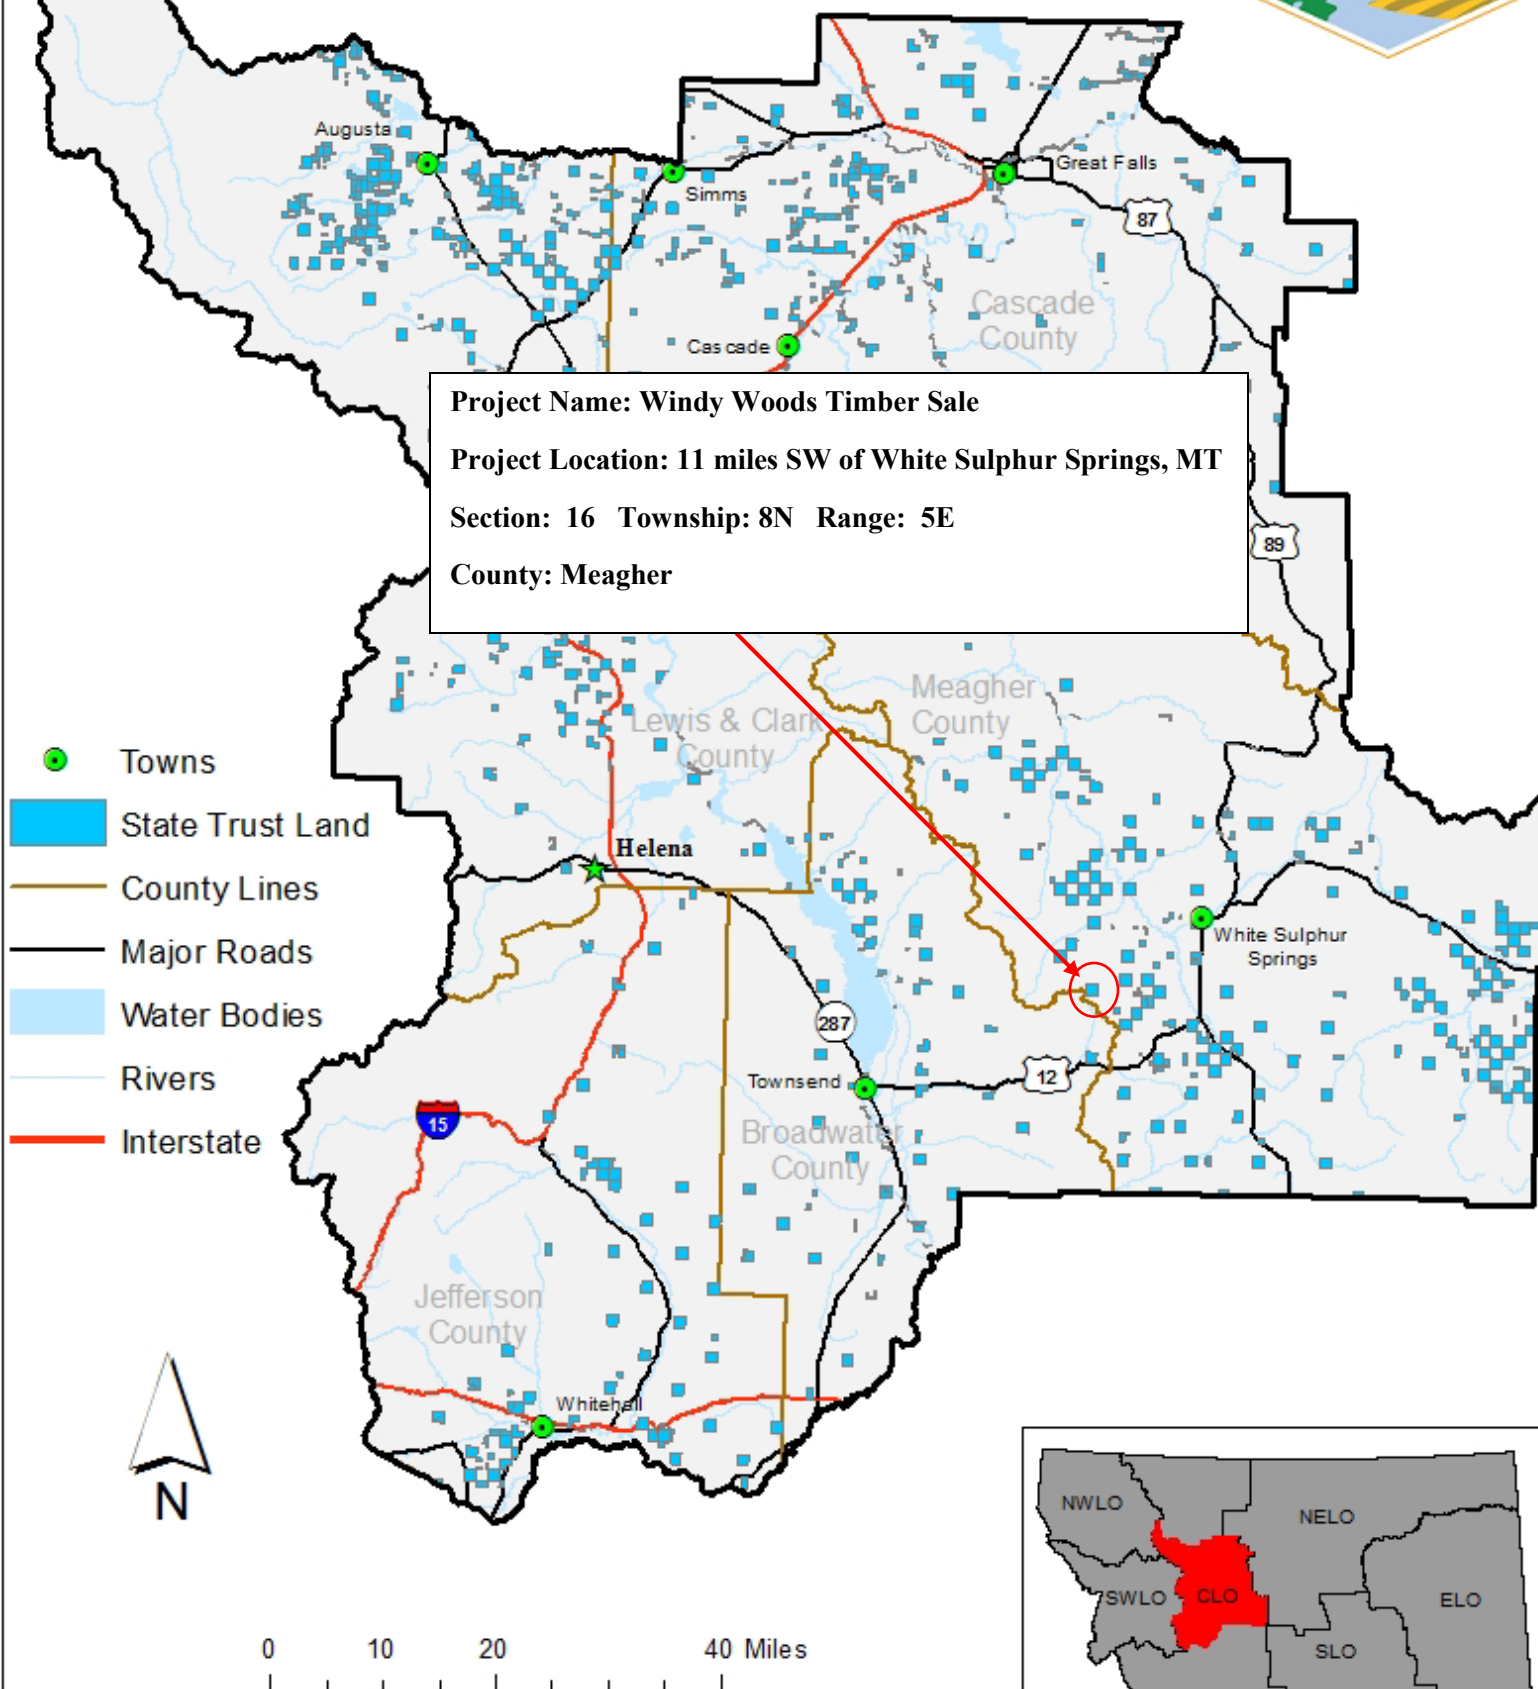 Augusta
Simms
Great Falls
87
Cascade
County
Cascade
Project Name: Windy Woods Timber Sale
Project Location: 11 miles SW of White Sulphur Springs, MT
Section:  16   Township: 8N   Range:  5E
County: Meagher
89
Meagher
County
Lewis & Clark
County
Towns
State Trust Land
County Lines
Major Roads
Water Bodies
Rivers
Interstate
Helena
White Sulphur
Springs
287
12
Townsend
15
Broadwater
County
Jefferson
County
Whitehall
N
NWLO
NELO
SWLO
CLO
ELO
SLO
0 10 20 40 Miles